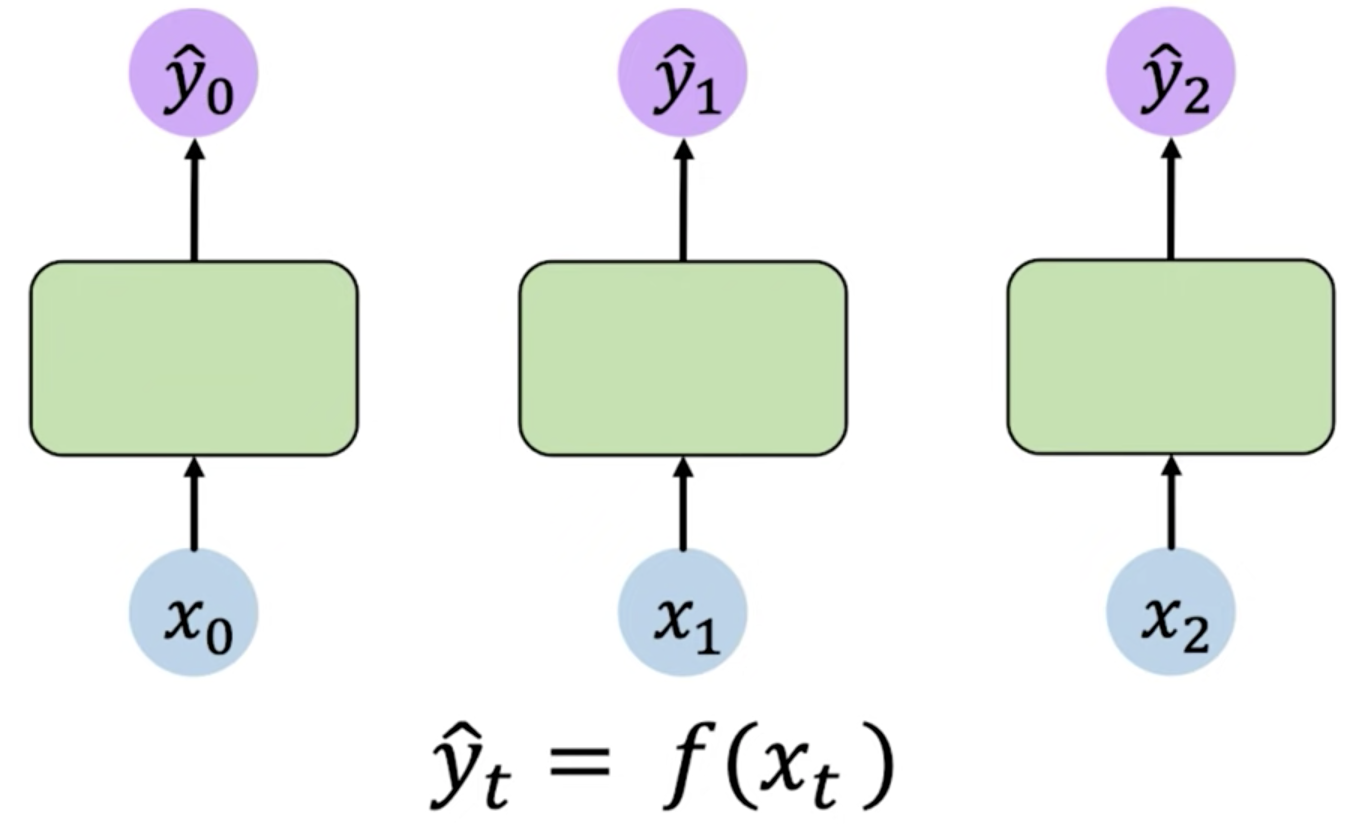 ŷ₀ ŷ₁ ŷ₂
x₀ x₁ x₂
ŷₜ = f(xₜ)